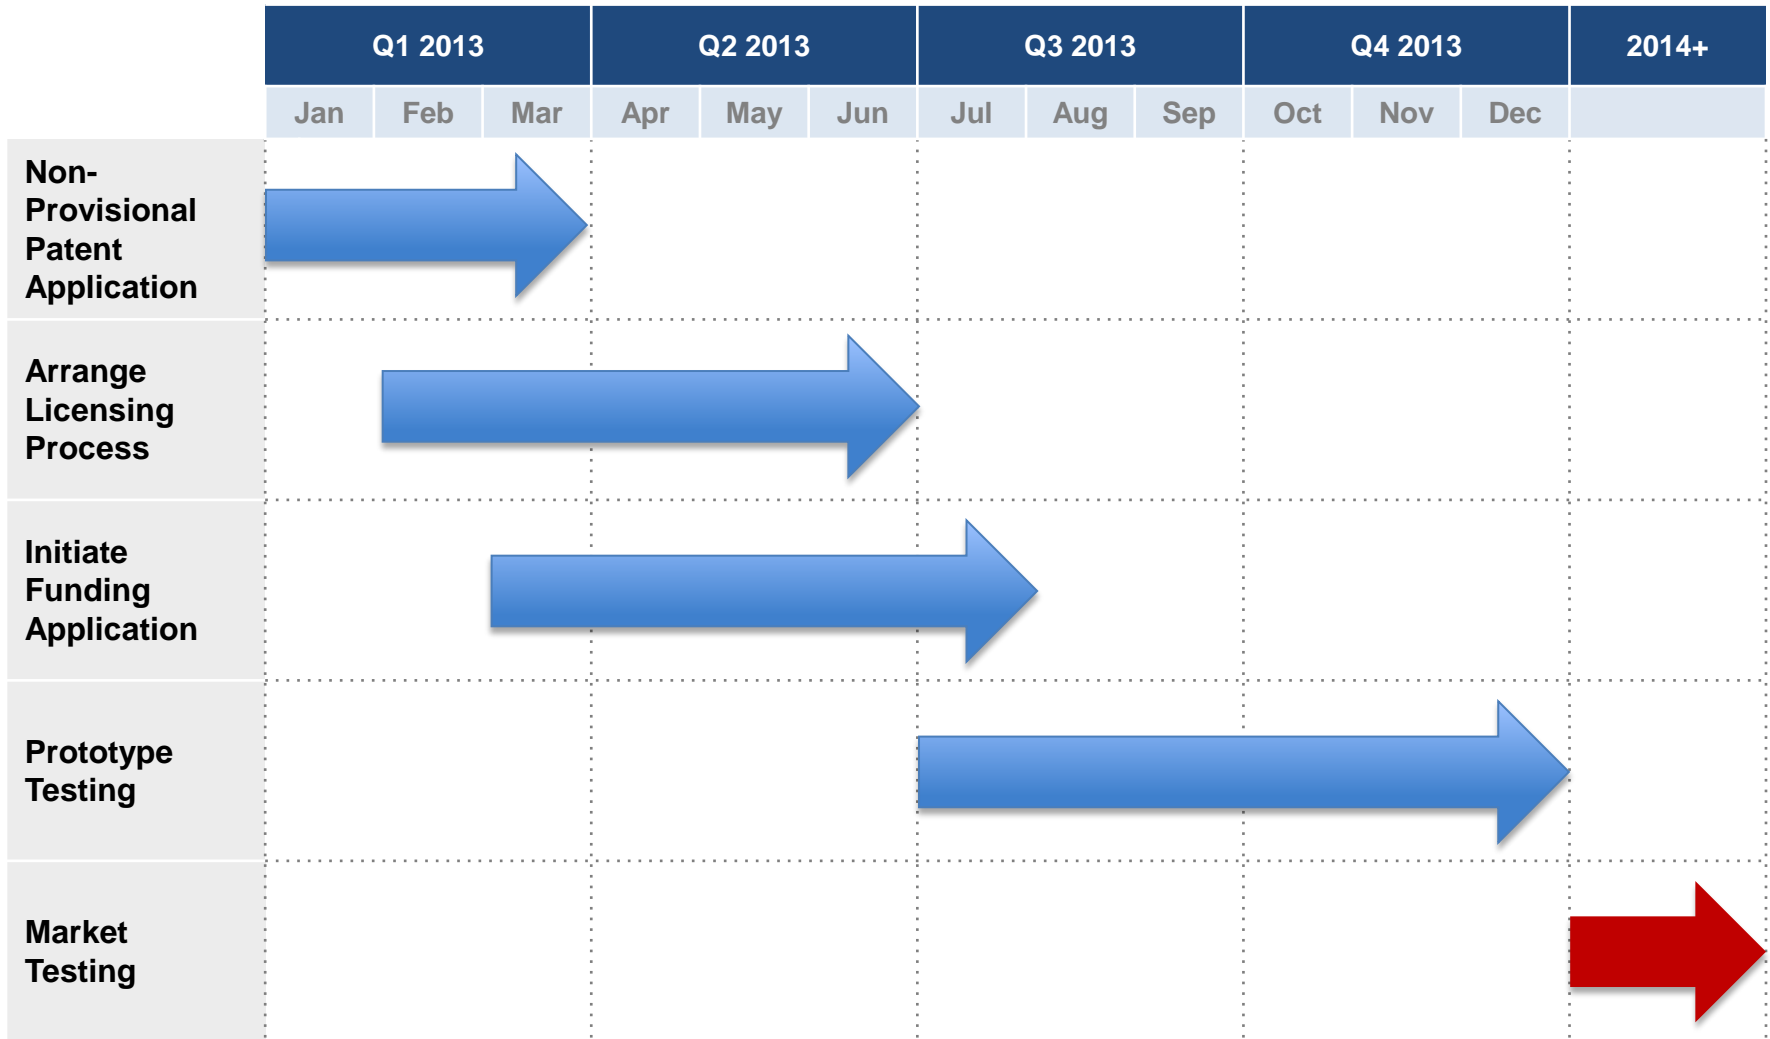 Q1 2013 Q2 2013 Q3 2013 Q4 2013 2014+
Jan Feb Mar Apr May Jun Jul Aug Sep Oct Nov Dec
Non-
Provisional
Patent
Application
Arrange
Licensing
Process
Initiate
Funding
Application
Prototype
Testing
Market
Testing